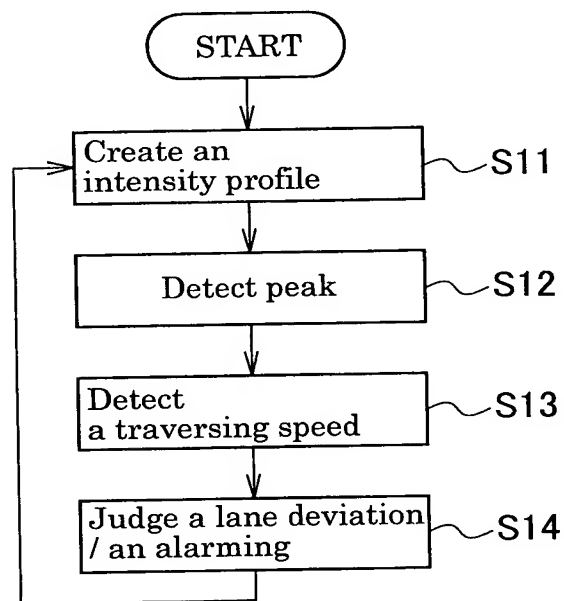 START
Create an
intensity profile
S11
Detect peak
S12
Detect
a traversing speed
S13
Judge a lane deviation
/ an alarming
S14